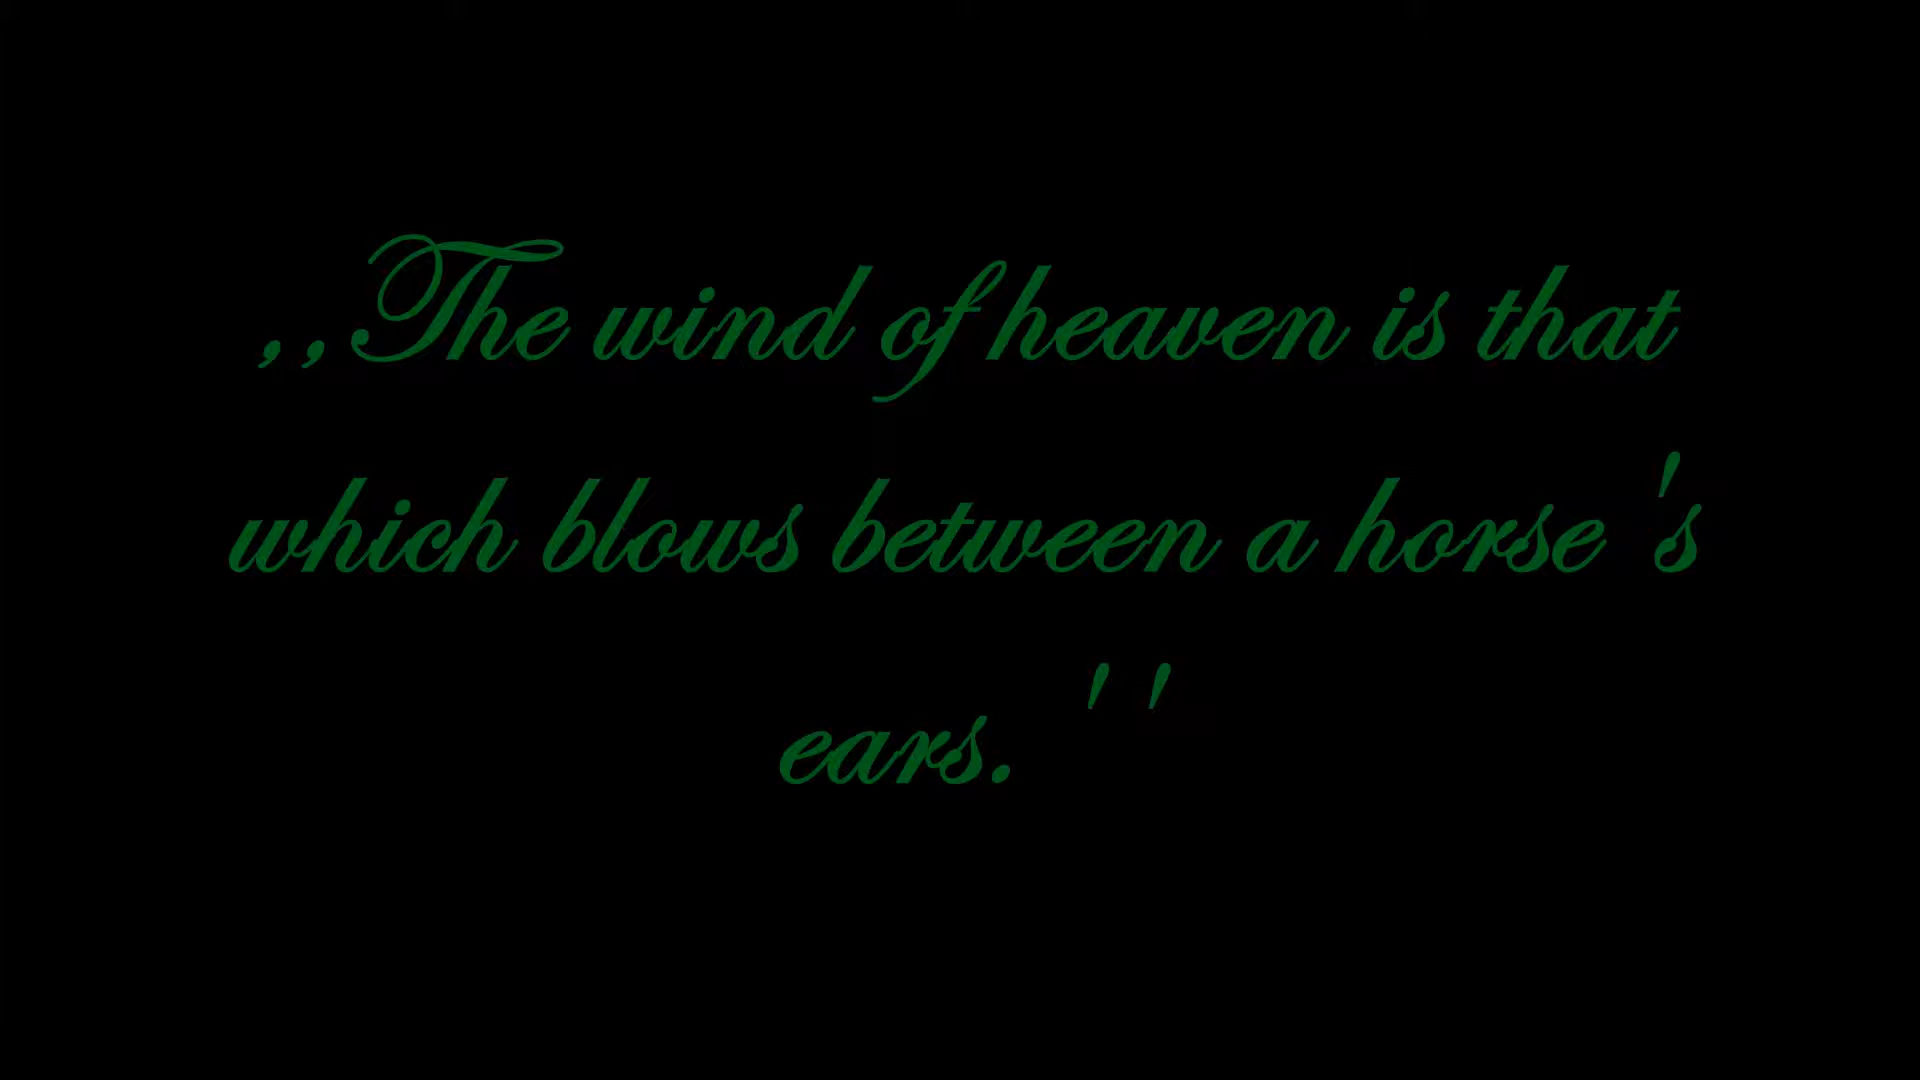 ,,The wind of heaven is that
which blows between a horse's
ears.''